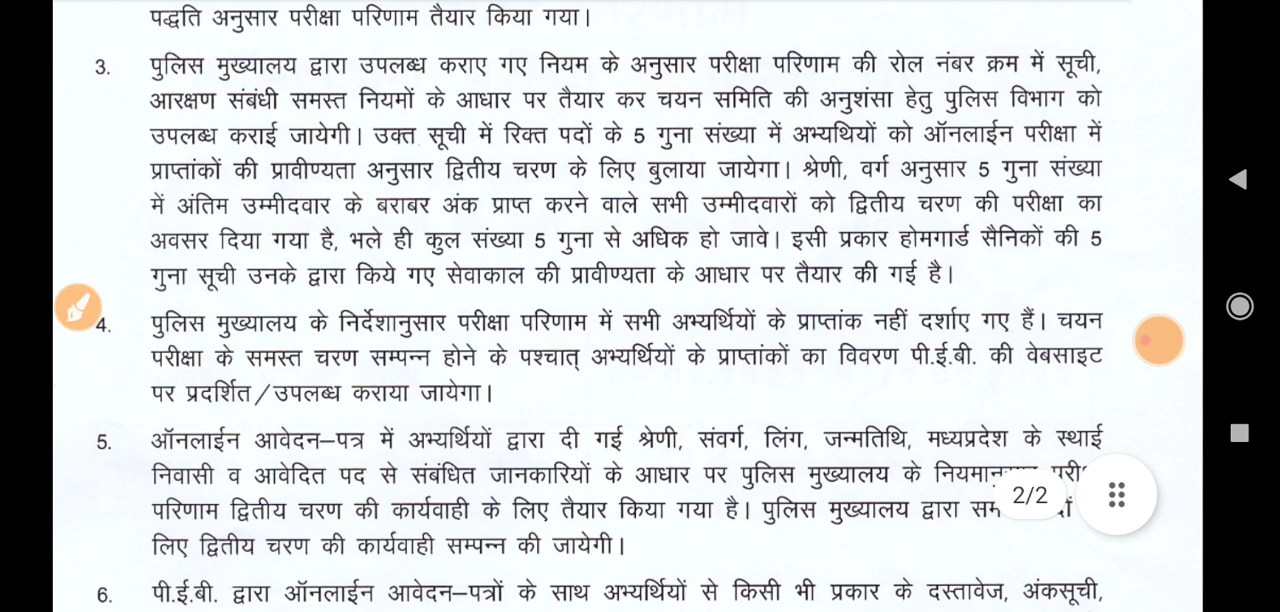 पद्धति अनुसार परीक्षा परिणाम तैयार किया गया।
3. पुलिस मुख्यालय द्वारा उपलब्ध कराए गए नियम के अनुसार परीक्षा परिणाम की रोल नंबर क्रम में सूची,
आरक्षण संबंधी समस्त नियमों के आधार पर तैयार कर चयन समिति की अनुशंसा हेतु पुलिस विभाग को
उपलब्ध कराई जायेगी। उक्त सूची में रिक्त पदों के 5 गुना संख्या में अभ्यथियों को ऑनलाईन परीक्षा में
प्राप्तांकों की प्रावीण्यता अनुसार द्वितीय चरण के लिए बुलाया जायेगा। श्रेणी, वर्ग अनुसार 5 गुना संख्या
में अंतिम उम्मीदवार के बराबर अंक प्राप्त करने वाले सभी उम्मीदवारों को द्वितीय चरण की परीक्षा का
अवसर दिया गया है, भले ही कुल संख्या 5 गुना से अधिक हो जावे। इसी प्रकार होमगार्ड सैनिकों की 5
गुना सूची उनके द्वारा किये गए सेवाकाल की प्रावीण्यता के आधार पर तैयार की गई है।
4. पुलिस मुख्यालय के निर्देशानुसार परीक्षा परिणाम में सभी अभ्यर्थियों के प्राप्तांक नहीं दर्शाए गए हैं। चयन
परीक्षा के समस्त चरण सम्पन्न होने के पश्चात् अभ्यर्थियों के प्राप्तांकों का विवरण पी.ई.बी. की वेबसाइट
पर प्रदर्शित/उपलब्ध कराया जायेगा।
5. ऑनलाईन आवेदन–पत्र में अभ्यर्थियों द्वारा दी गई श्रेणी, संवर्ग, लिंग, जन्मतिथि, मध्यप्रदेश के स्थाई
निवासी व आवेदित पद से संबंधित जानकारियों के आधार पर पुलिस मुख्यालय के
परिणाम द्वितीय चरण की कार्यवाही के लिए तैयार किया गया है। पुलिस मुख्यालय द्वारा
2/2
लिए द्वितीय चरण की कार्यवाही सम्पन्न की जायेगी।
6. पी.ई.बी. द्वारा ऑनलाईन आवेदन–पत्रों के साथ अभ्यर्थियों से किसी भी प्रकार के दस्तावेज, अंकसूची,